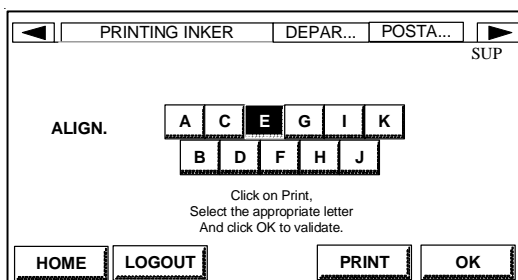 PRINTING INKER DEPAR... POSTA...
SUP
ALIGN.
A C E G I K
B D F H J
Click on Print,
Select the appropriate letter
And click OK to validate.
HOME LOGOUT PRINT OK